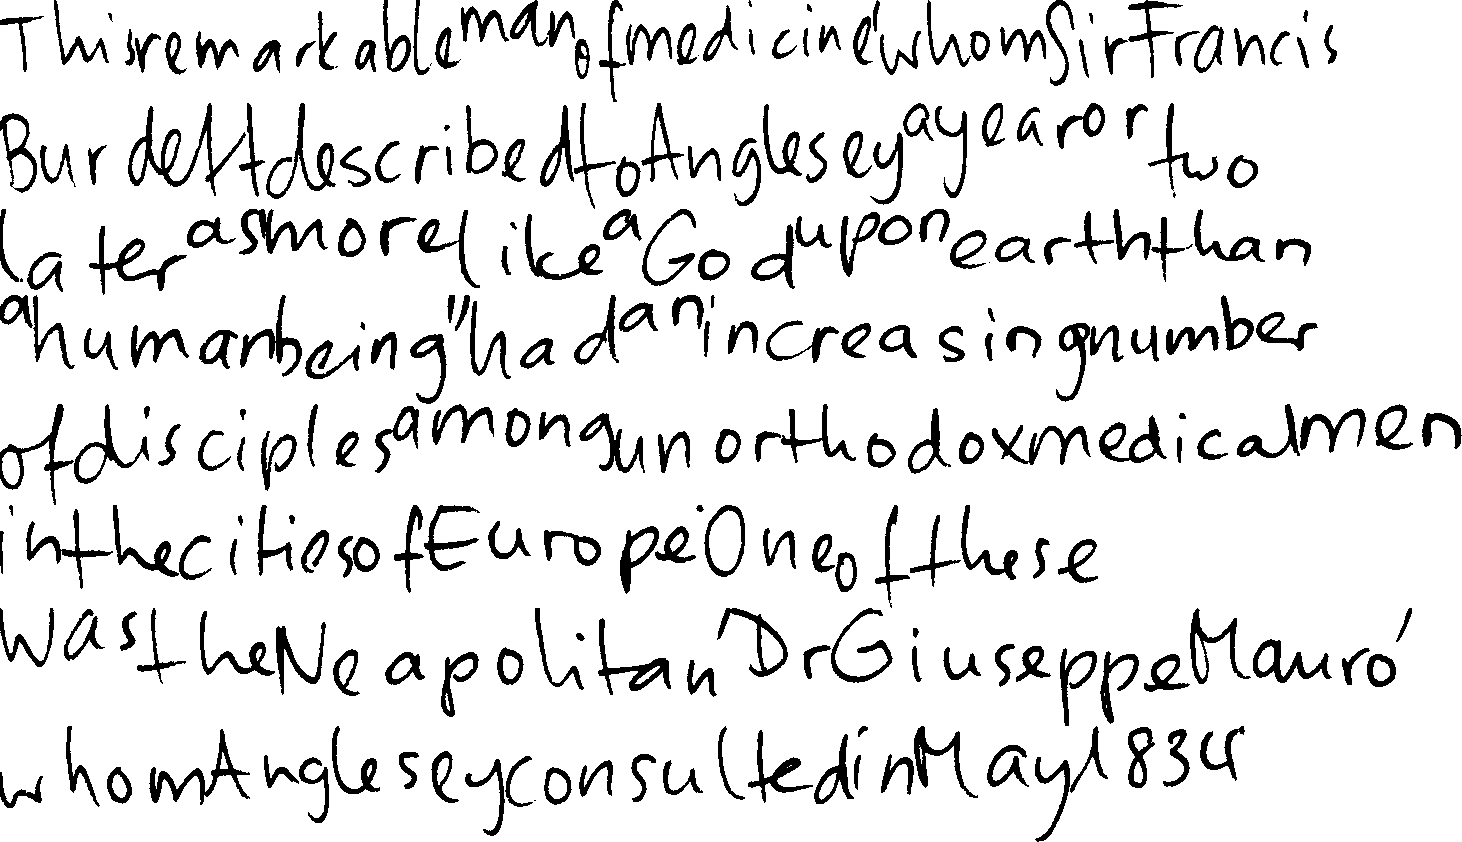 This remarkable man of medicine' whom Sir Francis
Burdett described to Anglesey a year or two
later as more like a God upon earth than
a human being" had an increasing number
of disciples among unorthodox medical men
in the cities of Europe. One of these
was the Neapolitan' Dr Giuseppe Mauro'
whom Anglesey consulted in May 1834